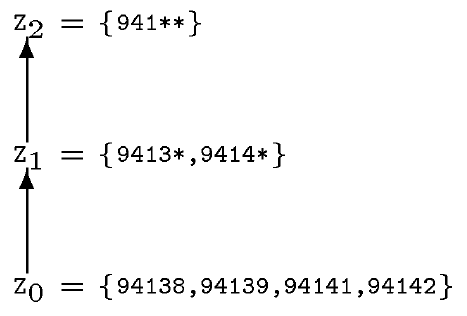 Z₂ = {941**}
Z₁ = {9413*,9414*}
Z₀ = {94138,94139,94141,94142}